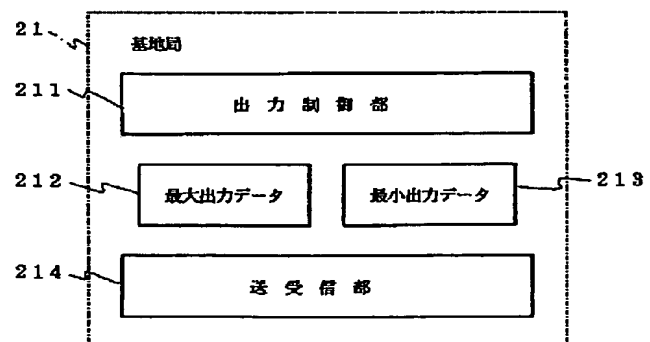 21
基地局
211
出力制御部
212
最大出力データ
最小出力データ
213
214
送受信部